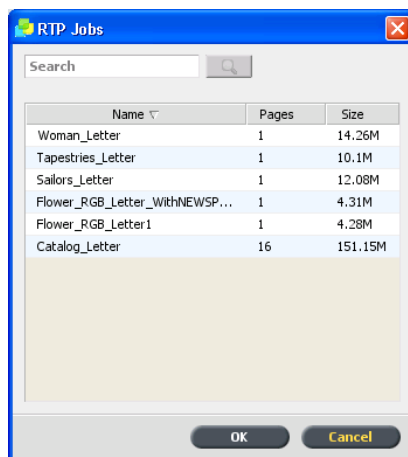 RTP Jobs
Search
Name Pages Size
Woman_Letter 1 14.26M
Tapestries_Letter 1 10.1M
Sailors_Letter 1 12.08M
Flower_RGB_Letter_WithNEWSP... 1 4.31M
Flower_RGB_Letter1 1 4.28M
Catalog_Letter 16 151.15M
OK Cancel